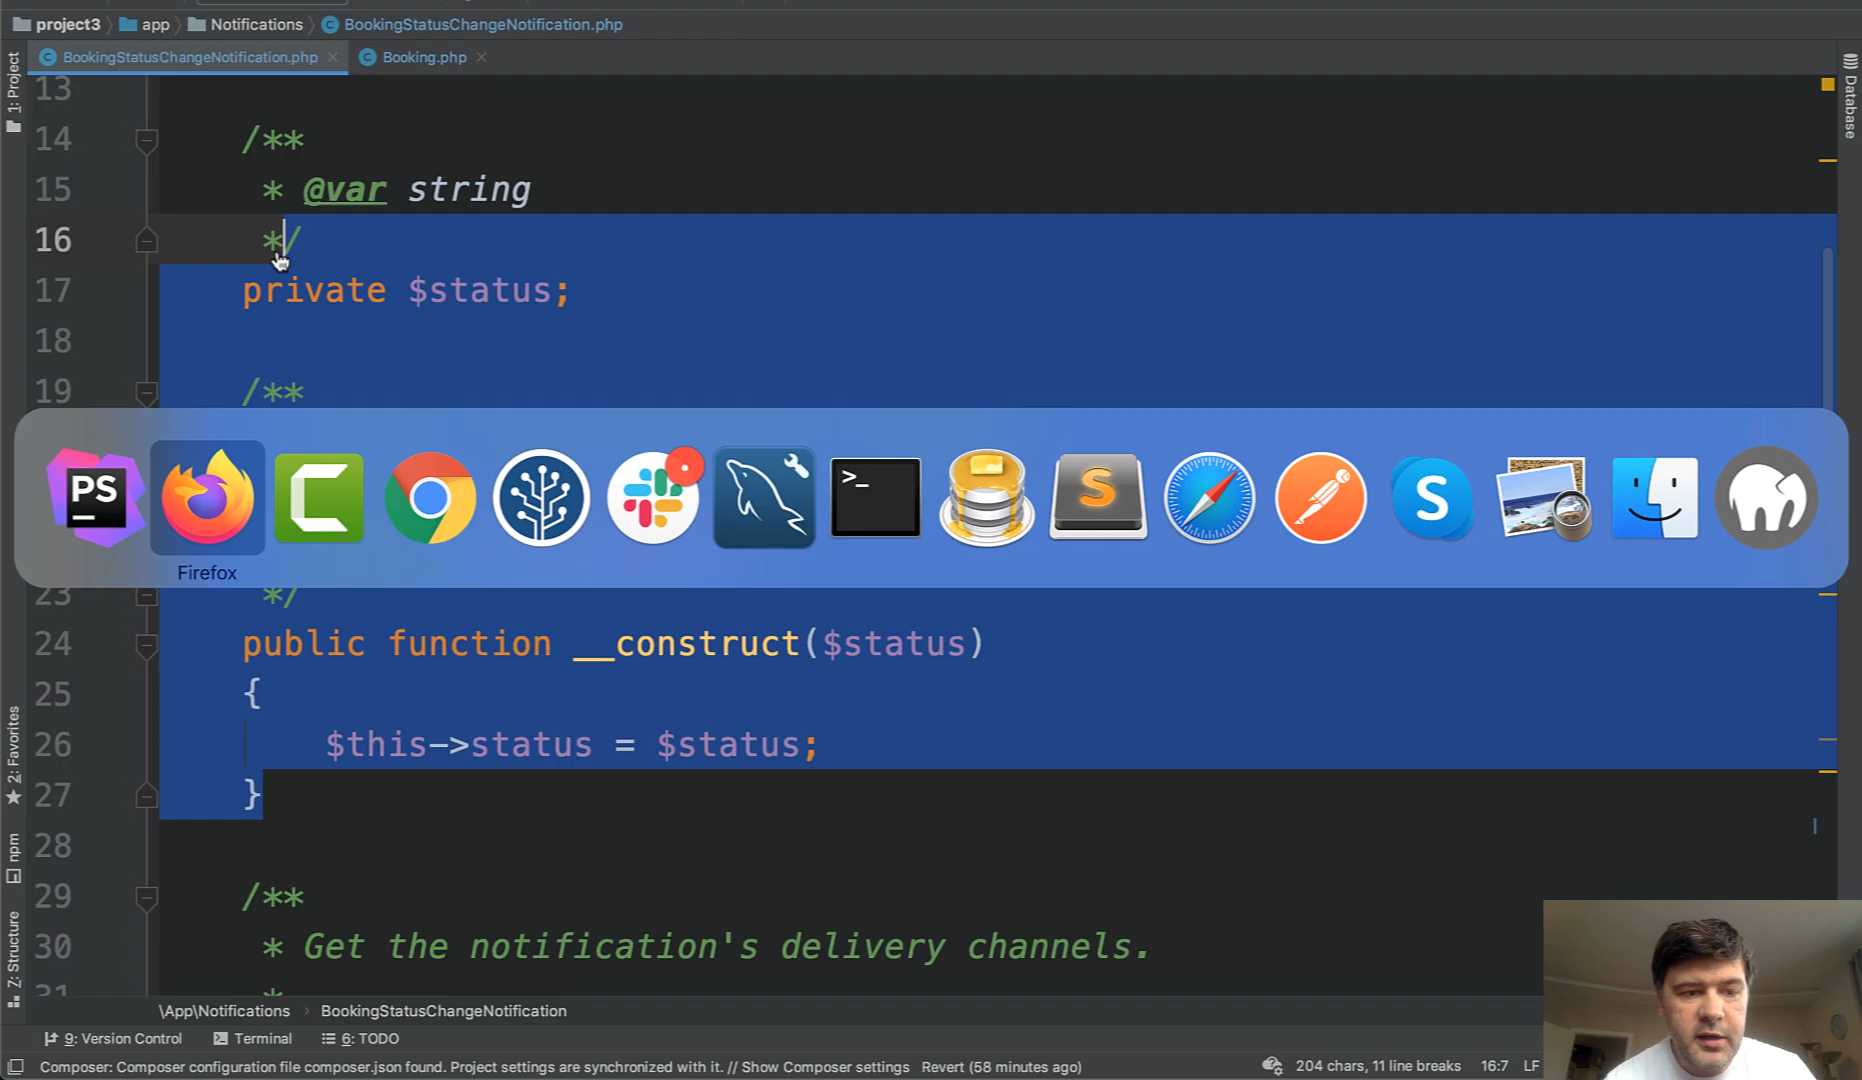 project3 app Notifications BookingStatusChangeNotification.php
BookingStatusChangeNotification.php Booking.php
1: Project
Database
13
14 /**
15 * @var string
16 */
17 private $status;
18
19 /**
PS
>_
S
S
Firefox
23 */
24 public function __construct($status)
25 {
26 $this->status = $status;
27 }
28
29 /**
30 * Get the notification's delivery channels.
31 *
2: Favorites
npm
Z: Structure
\App\Notifications › BookingStatusChangeNotification
9: Version Control Terminal 6: TODO
Composer: Composer configuration file composer.json found. Project settings are synchronized with it. // Show Composer settings Revert (58 minutes ago) 204 chars, 11 line breaks 16:7 LF